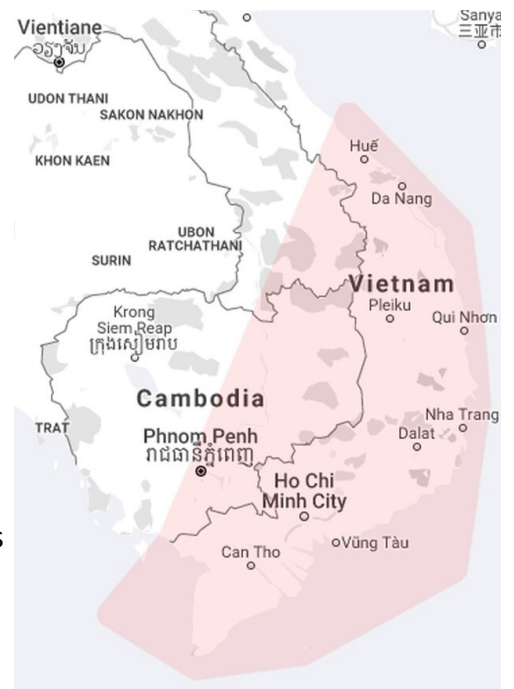 Sanya
三亚市
Vientiane
ວຽງຈັນ
UDON THANI
SAKON NAKHON
Huế
KHON KAEN
Da Nang
UBON
RATCHATHANI
SURIN
Vietnam
Pleiku
Krong
Siem Reap
ក្រុងសៀមរាប
Qui Nhơn
Cambodia
Nha Trang
TRAT
Phnom Penh
រាជធានីភ្នំពេញ
Dalat
Ho Chi
Minh City
s
Can Tho
Vũng Tàu